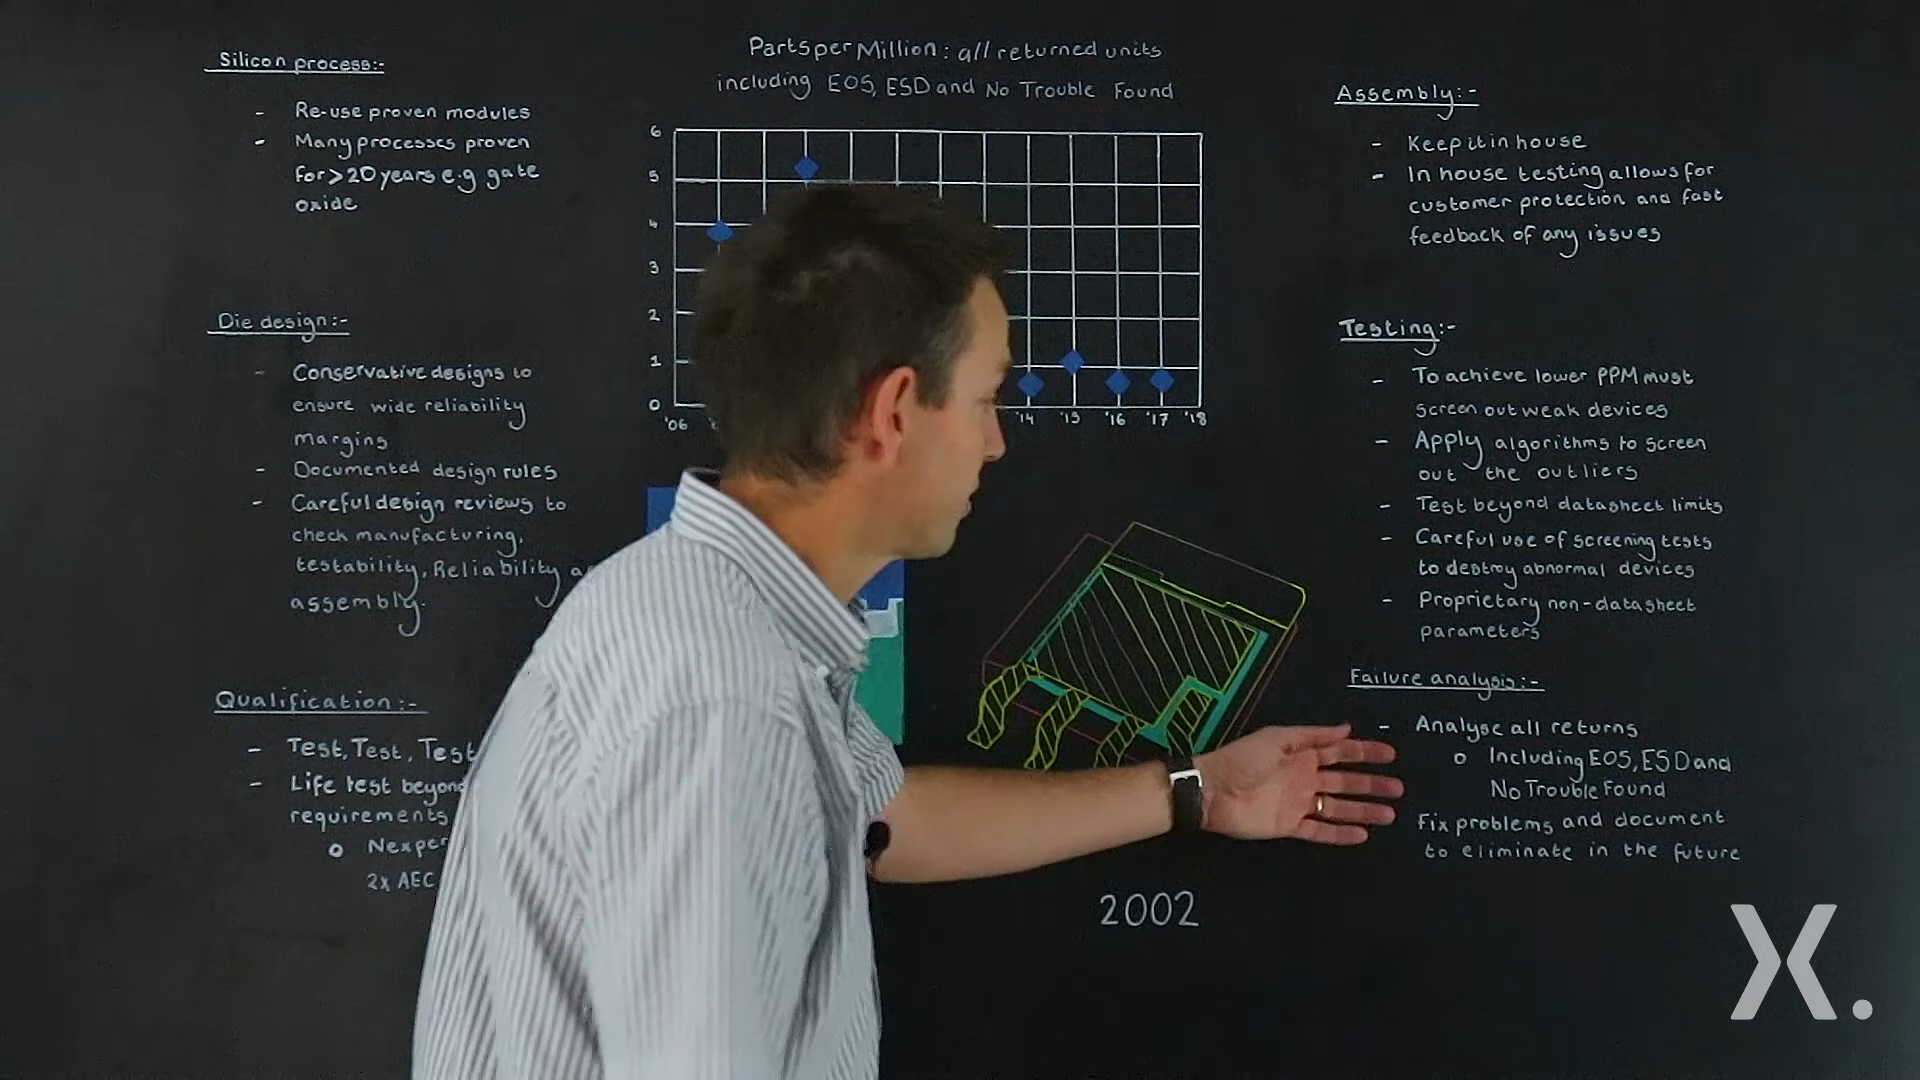 Silicon process:-
- Re-use proven modules
- Many processes proven
for >20 years e.g gate
oxide
Die design:-
- Conservative designs to
ensure wide reliability
margins
- Documented design rules
- Careful design reviews to
check manufacturing,
testability, Reliability
assembly.
Qualification:-
- Test, Test, Test
- Life test beyond
requirements
o Nexper
2x AEC
Parts per Million: all returned units
including EOS, ESD and No Trouble Found
6
5
4
3
2
1
0
'06 '14 '15 '16 '17 '18
2002
Assembly:-
- Keep it in house
- In house testing allows for
customer protection and fast
feedback of any issues
Testing:-
- To achieve lower PPM must
screen out weak devices
- Apply algorithms to screen
out the outliers
- Test beyond datasheet limits
- Careful use of screening tests
to destroy abnormal devices
- Proprietary non-datasheet
parameters
Failure analysis:-
- Analyse all returns
o Including EOS, ESD and
No Trouble Found
Fix problems and document
to eliminate in the future
X.